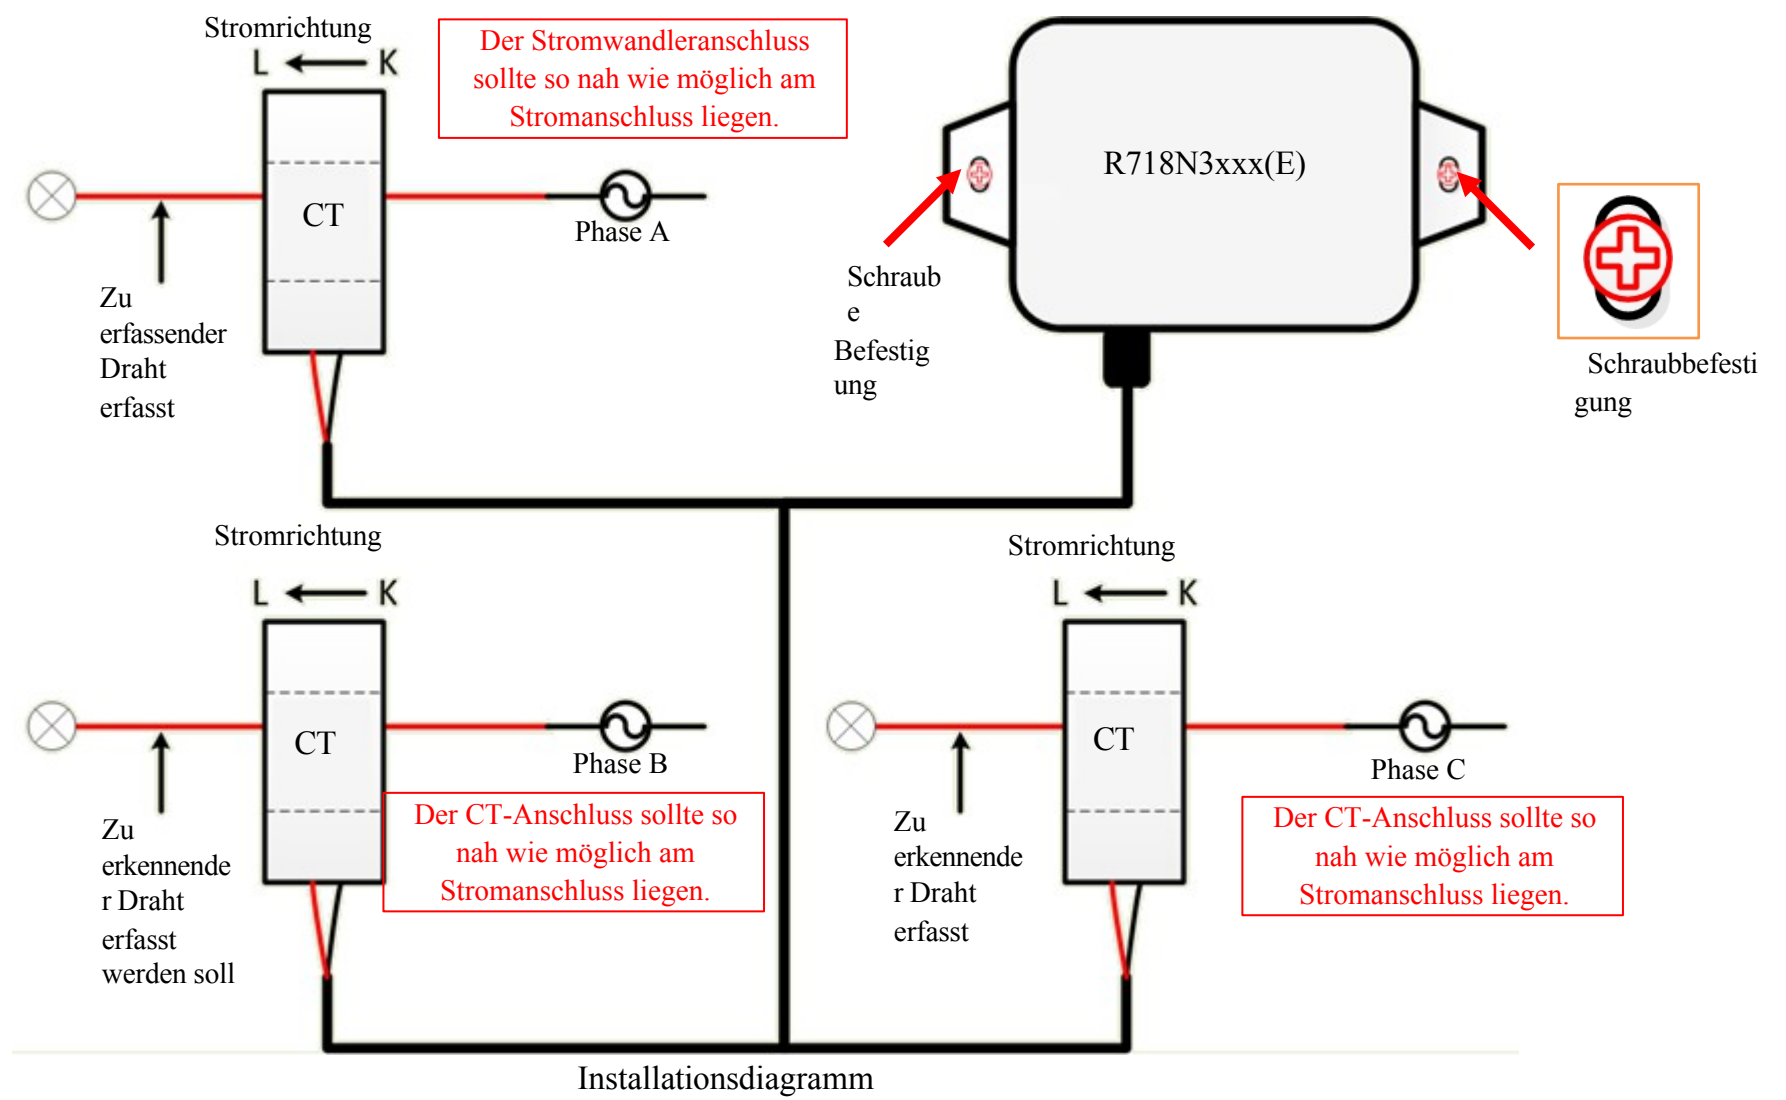 Stromrichtung
L K
Der Stromwandleranschluss
sollte so nah wie möglich am
Stromanschluss liegen.
CT
Phase A
Zu
erfassender
Draht
erfasst
R718N3xxx(E)
Schraub
e
Befestig
ung
Schraubbefesti
gung
Stromrichtung
L K
CT
Phase B
Der CT-Anschluss sollte so
nah wie möglich am
Stromanschluss liegen.
Zu
erkennende
r Draht
erfasst
werden soll
Stromrichtung
L K
CT
Phase C
Der CT-Anschluss sollte so
nah wie möglich am
Stromanschluss liegen.
Zu
erkennende
r Draht
erfasst
Installationsdiagramm